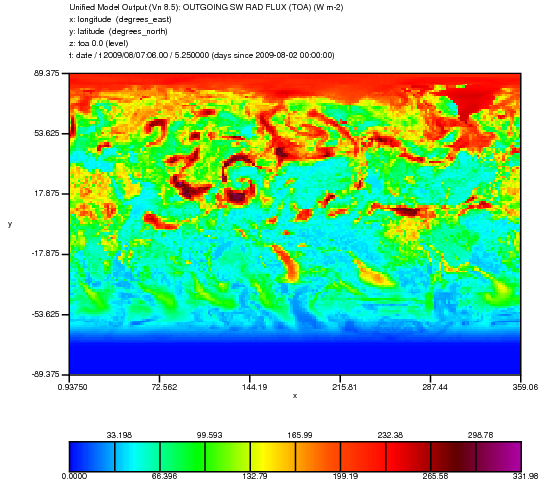 Unified Model Output (Vn 8.5): OUTGOING SW RAD FLUX (TOA) (W m-2)
x: longitude (degrees_east)
y: latitude (degrees_north)
z: toa 0.0 (level)
t: date / t 2009/08/07:06.00 / 5.250000 (days since 2009-08-02 00:00:00)
89.375
53.625
17.875
y
-17.875
-53.625
-89.375
0.93750 72.562 144.19 215.81 287.44 359.06
x
33.198 99.593 165.99 232.38 298.78
0.0000 66.396 132.79 199.19 265.58 331.98